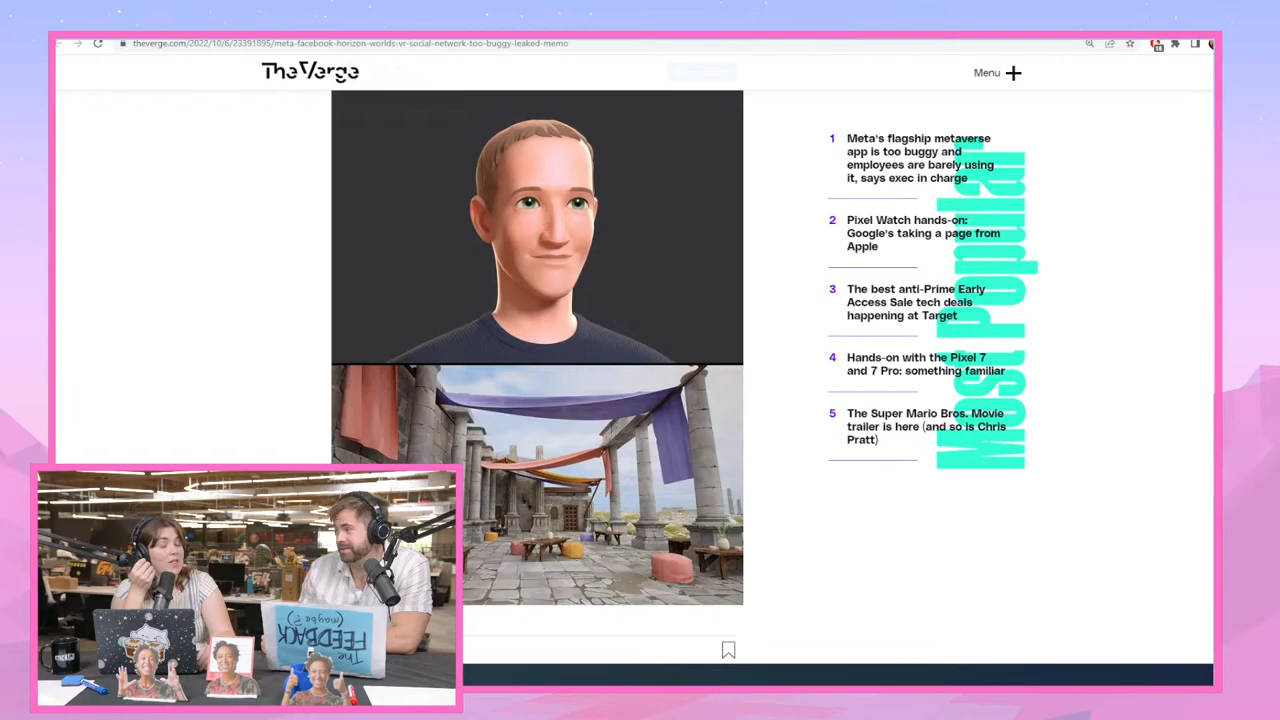 theverge.com/2022/10/6/23391895/meta-facebook-horizon-worlds-vr-social-network-too-buggy-leaked-memo
TheVerge
Menu
Most Popular
1 Meta's flagship metaverse
app is too buggy and
employees are barely using
it, says exec in charge
2 Pixel Watch hands-on:
Google's taking a page from
Apple
3 The best anti-Prime Early
Access Sale tech deals
happening at Target
4 Hands-on with the Pixel 7
and 7 Pro: something familiar
5 The Super Mario Bros. Movie
trailer is here (and so is Chris
Pratt)
The
FEEDBACK
(maybe?)